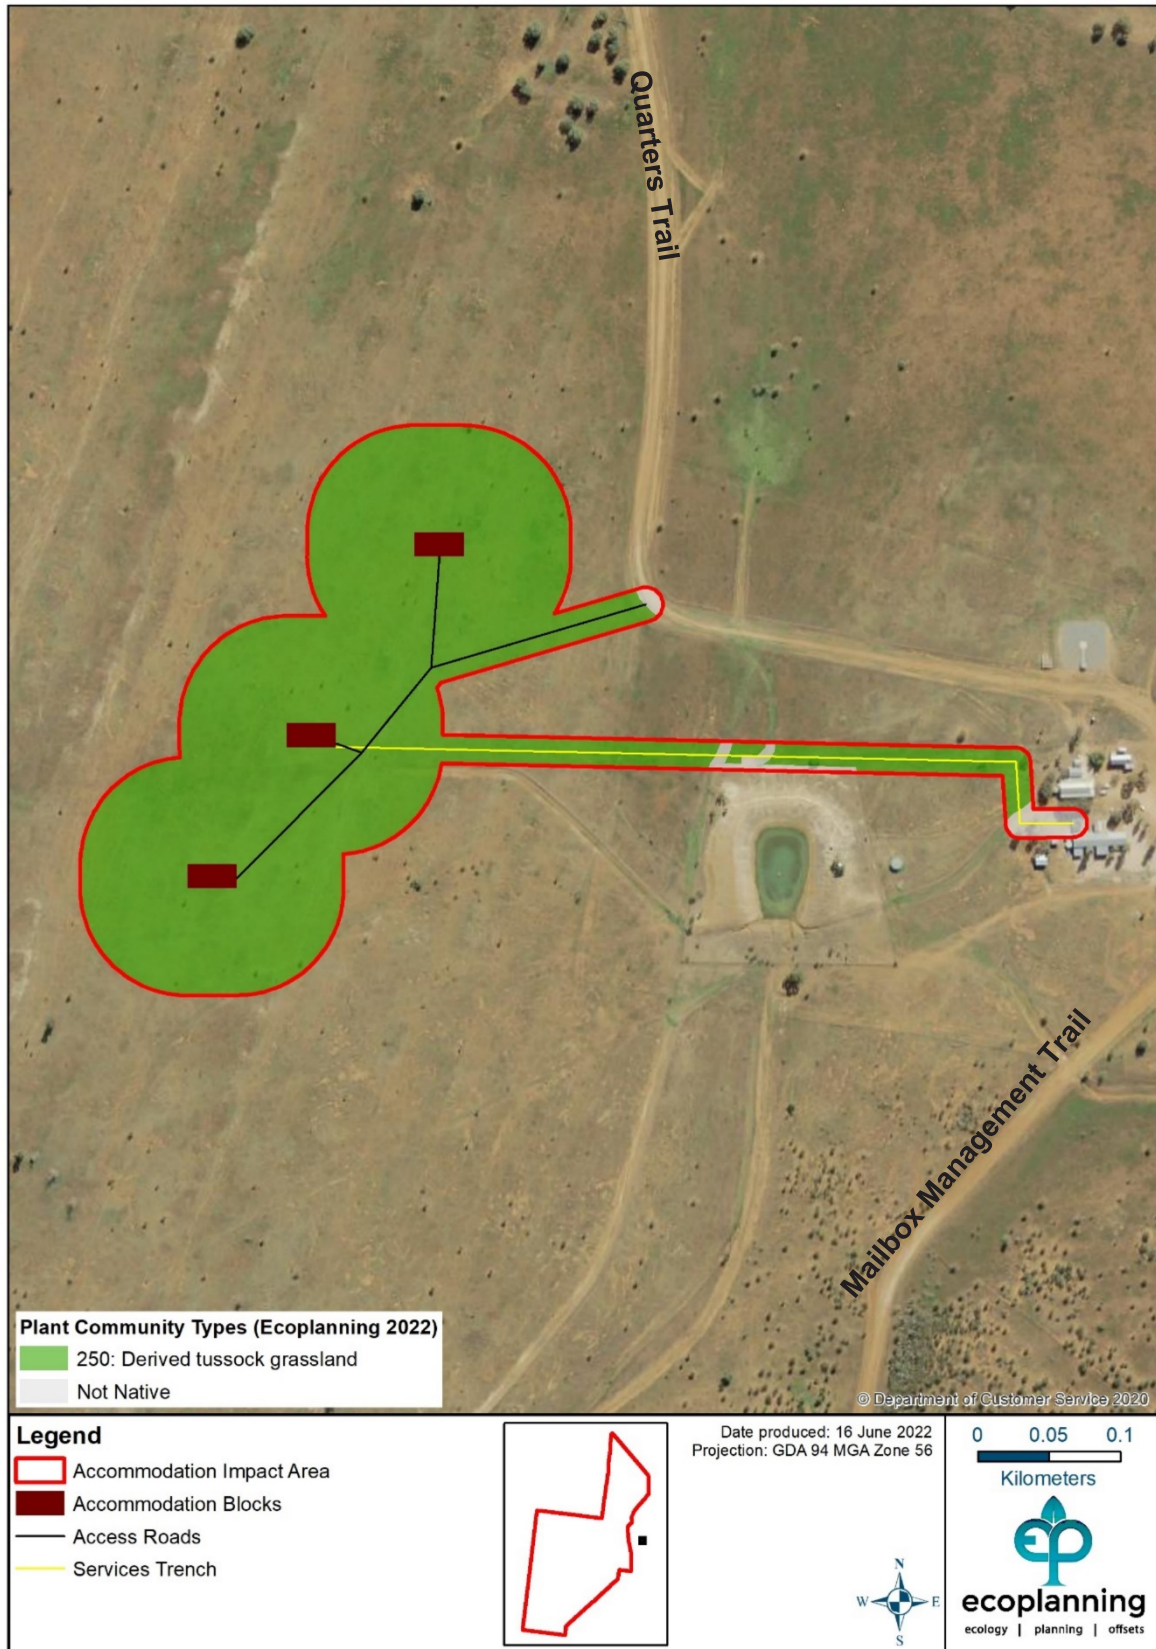 Quarters Trail
Mailbox Management Trail
Plant Community Types (Ecoplanning 2022)
250: Derived tussock grassland
Not Native
© Department of Customer Service 2020
Legend
Accommodation Impact Area
Accommodation Blocks
Access Roads
Services Trench
Date produced: 16 June 2022
Projection: GDA 94 MGA Zone 56
0 0.05 0.1
Kilometers
N
W E
S
ep
ecoplanning
ecology | planning | offsets